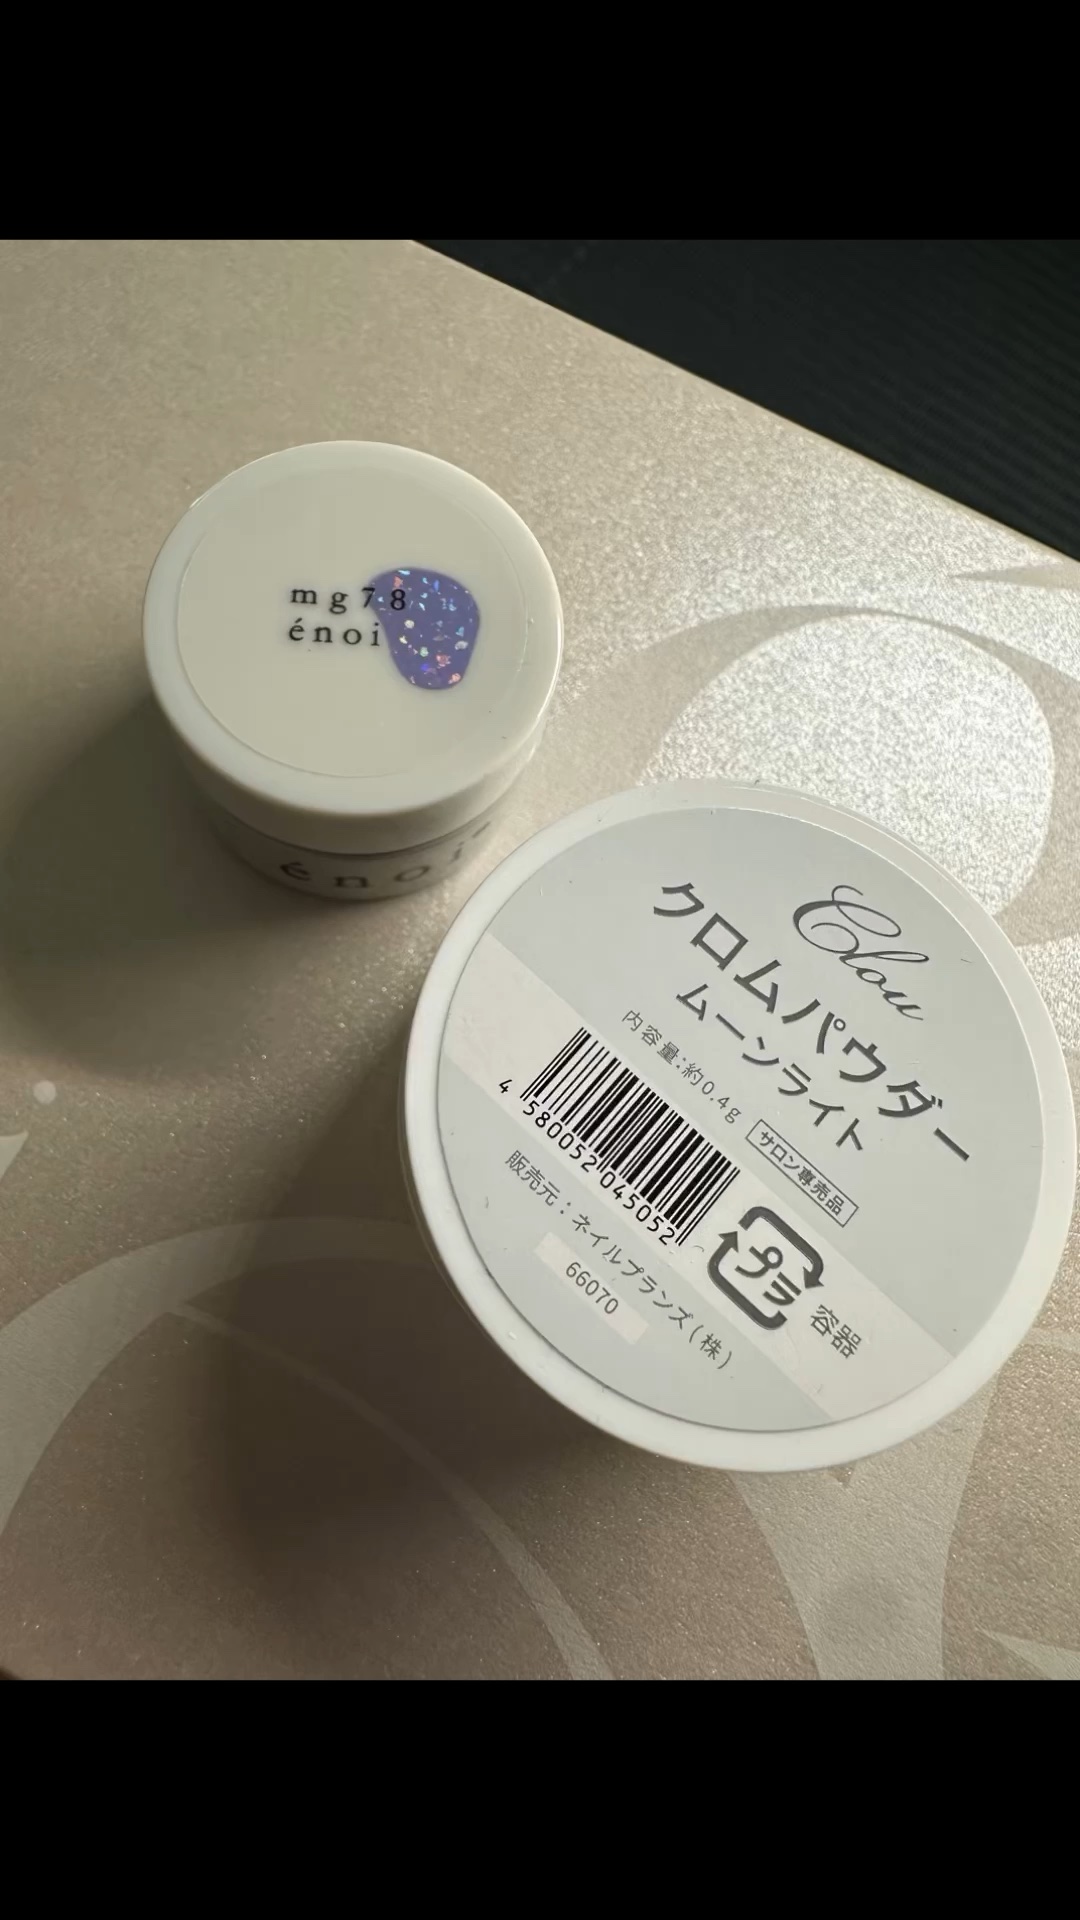 mg78
énoi
énoi
Clou
クロムパウダー
ムーンライト
内容量:約0.4g
サロン専売品
4 580052 045052
プラ
容器
販売元:ネイルプランズ(株)
66070